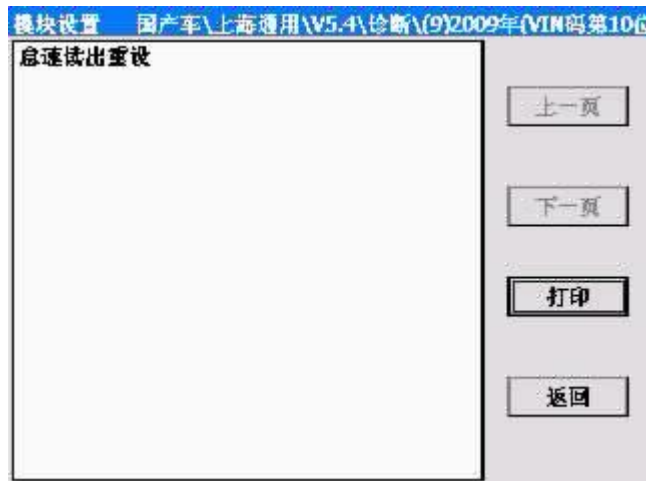 模块设置 国产车\上海通用\V5.4\诊断\(9)2009年(VIN码第10位
怠速读出重设
上一页
下一页
打印
返回